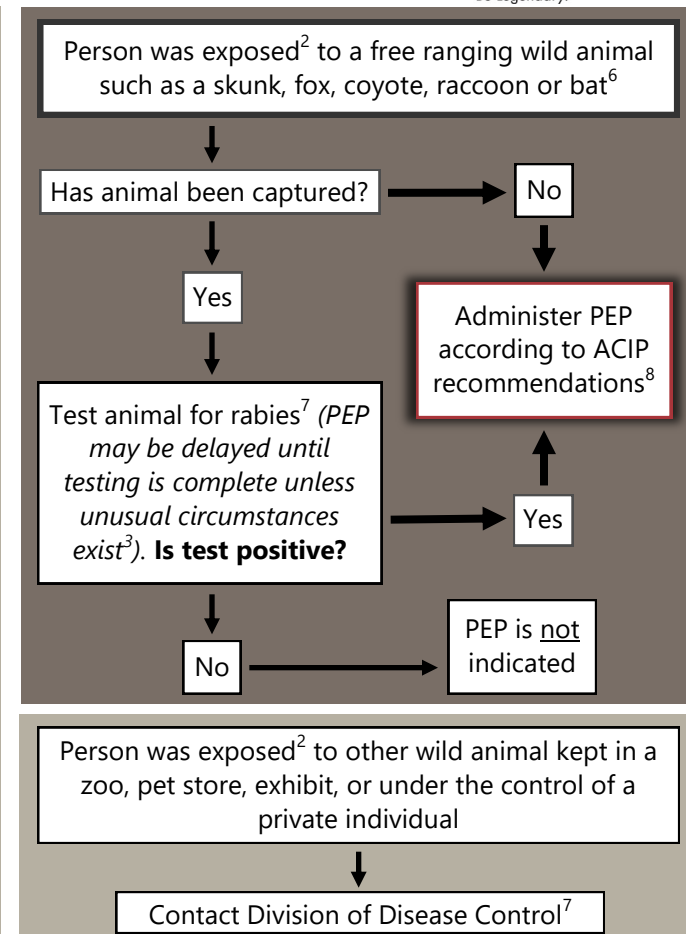 Be Legendary.
Person was exposed² to a free ranging wild animal
such as a skunk, fox, coyote, raccoon or bat⁶
Has animal been captured?
No
Yes
Administer PEP
according to ACIP
recommendations⁸
Test animal for rabies⁷ (PEP
may be delayed until
testing is complete unless
unusual circumstances
exist³). Is test positive?
Yes
No
PEP is not
indicated
Person was exposed² to other wild animal kept in a
zoo, pet store, exhibit, or under the control of a
private individual
Contact Division of Disease Control⁷